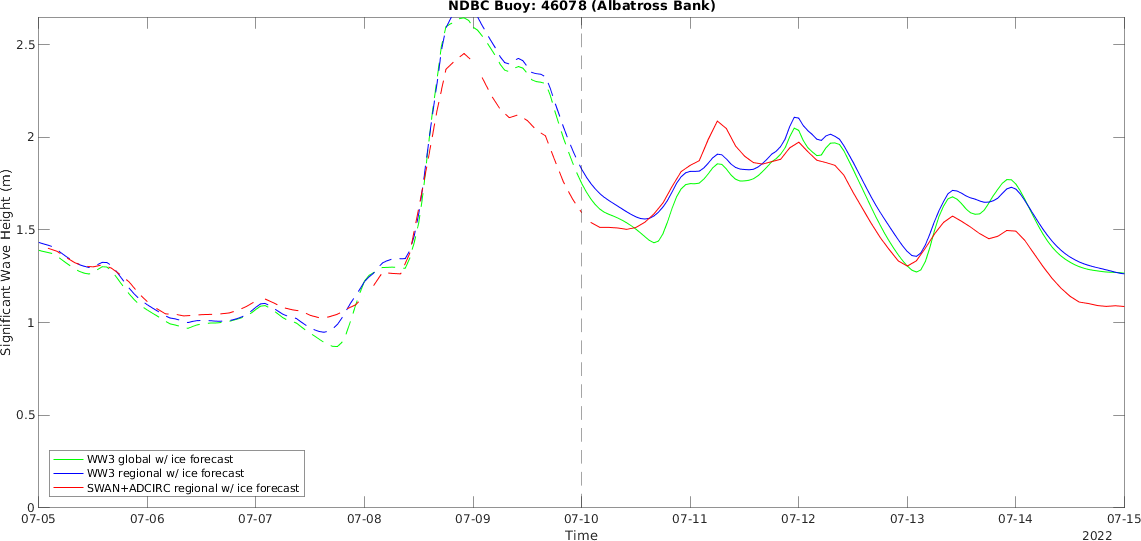 NDBC Buoy: 46078 (Albatross Bank)
Significant Wave Height (m)
2.5
2
1.5
1
0.5
0
WW3 global w/ ice forecast
WW3 regional w/ ice forecast
SWAN+ADCIRC regional w/ ice forecast
07-05 07-06 07-07 07-08 07-09 07-10 07-11 07-12 07-13 07-14 07-15
Time
2022